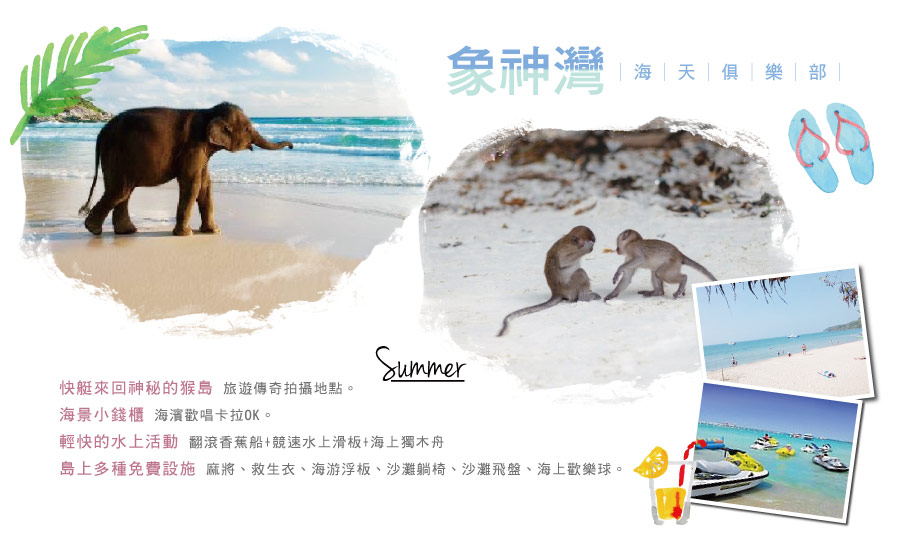 象神灣｜海｜天｜俱｜樂｜部｜
Summer
快艇來回神秘的猴島 旅遊傳奇拍攝地點。
海景小錢櫃 海濱歡唱卡拉OK。
輕快的水上活動 翻滾香蕉船+競速水上滑板+海上獨木舟
島上多種免費設施 麻將、救生衣、海游浮板、沙灘躺椅、沙灘飛盤、海上歡樂球。